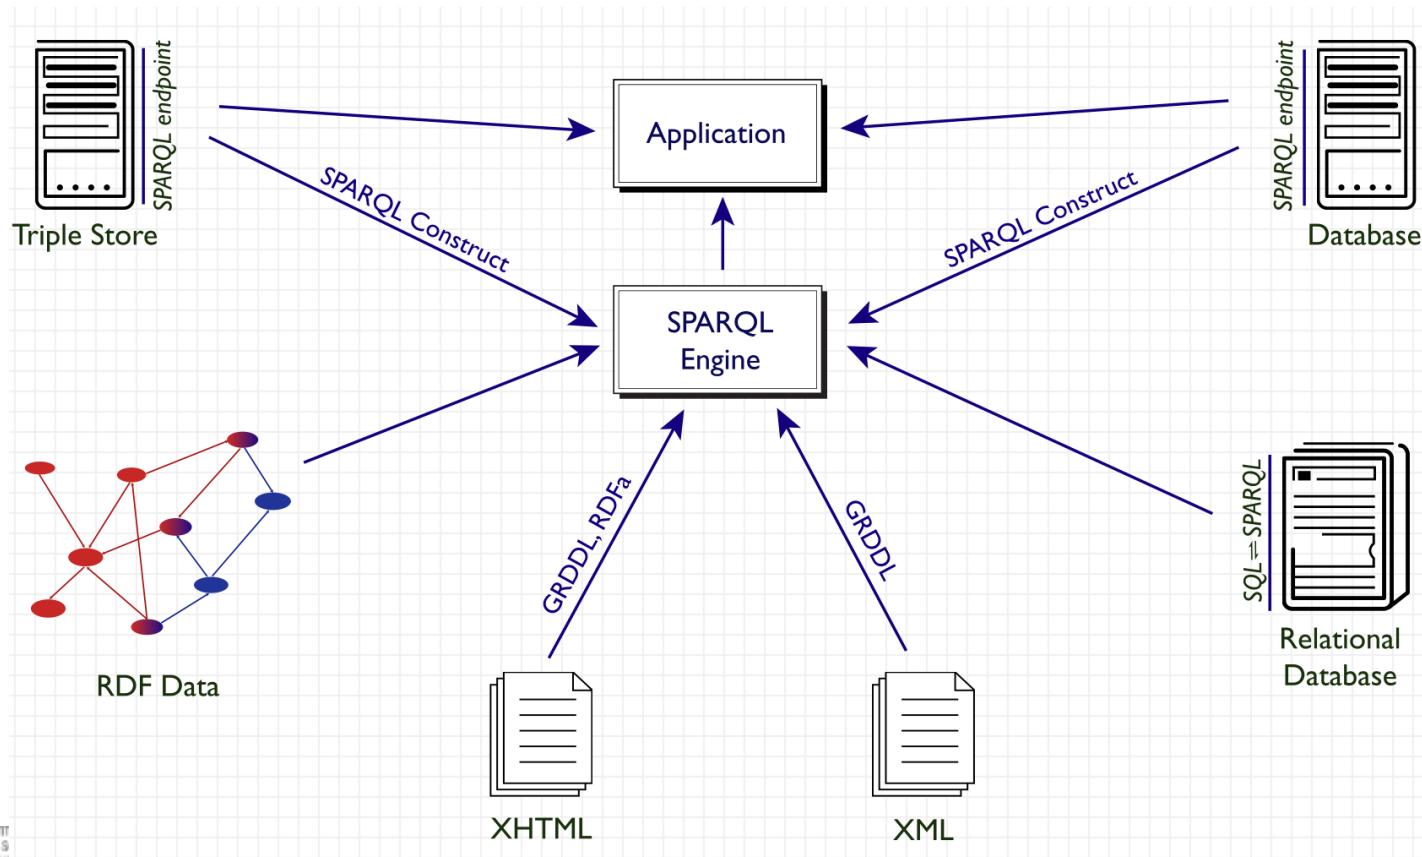 SPARQL endpoint
Triple Store
Application
SPARQL endpoint
Database
SPARQL Construct
SPARQL Construct
SPARQL
Engine
RDF Data
GRDDL, RDFa
GRDDL
SQL ⇌ SPARQL
Relational
Database
XHTML
XML